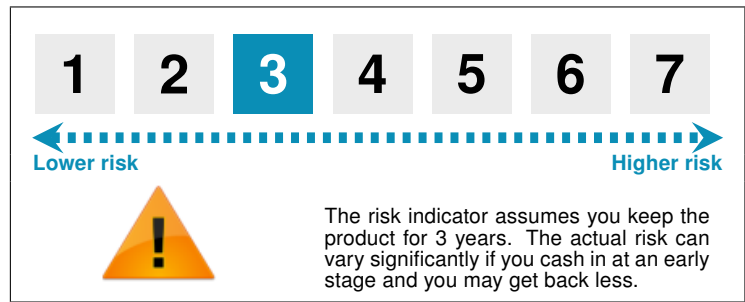 1 2 3 4 5 6 7
Lower risk Higher risk
!
The risk indicator assumes you keep the
product for 3 years. The actual risk can
vary significantly if you cash in at an early
stage and you may get back less.